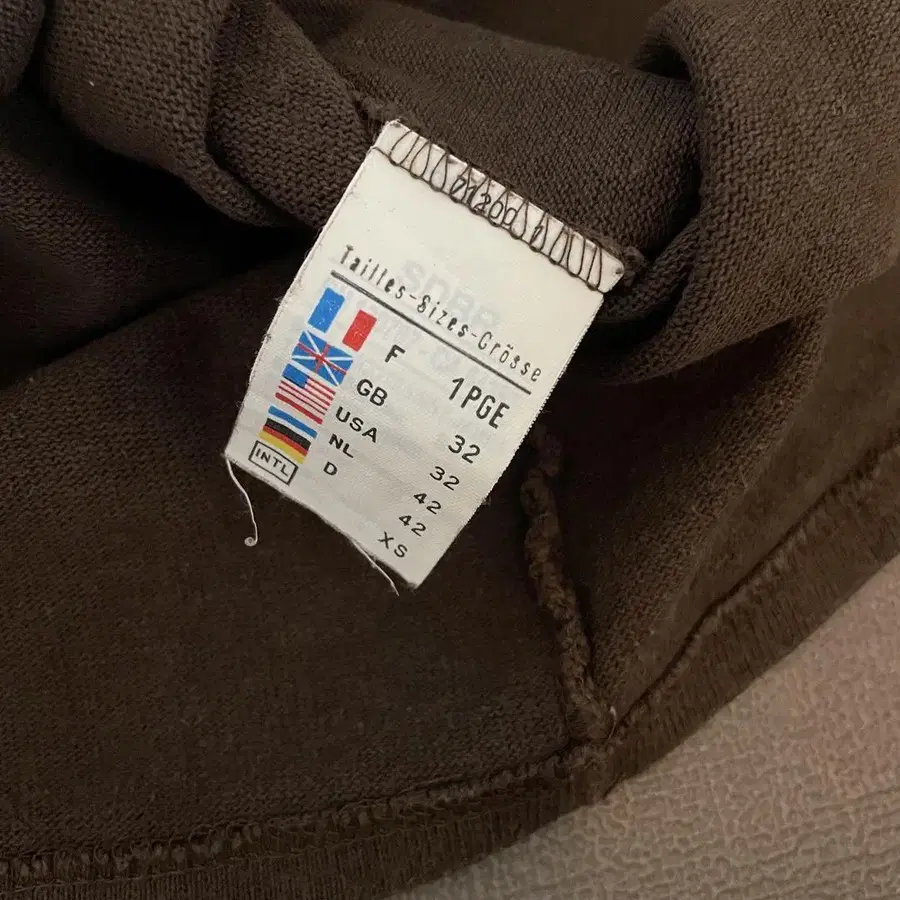 Tailles-Sizes-Grösse
F 1PGE
GB 32
USA 32
NL 42
D 42
INTL XS